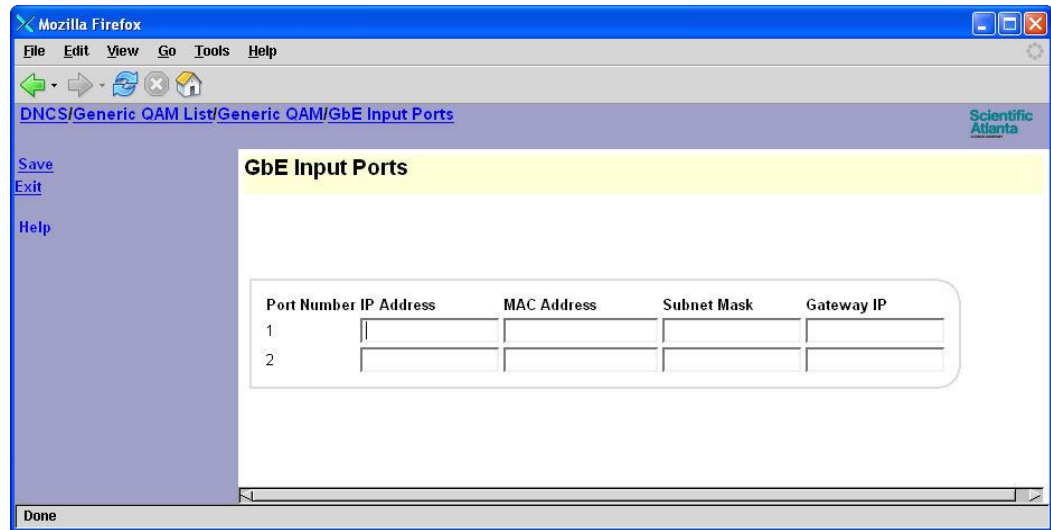 Mozilla Firefox
File Edit View Go Tools Help
DNCS/Generic QAM List/Generic QAM/GbE Input Ports
Scientific
Atlanta
Save
Exit
Help
GbE Input Ports
Port Number IP Address MAC Address Subnet Mask Gateway IP
1
2
Done